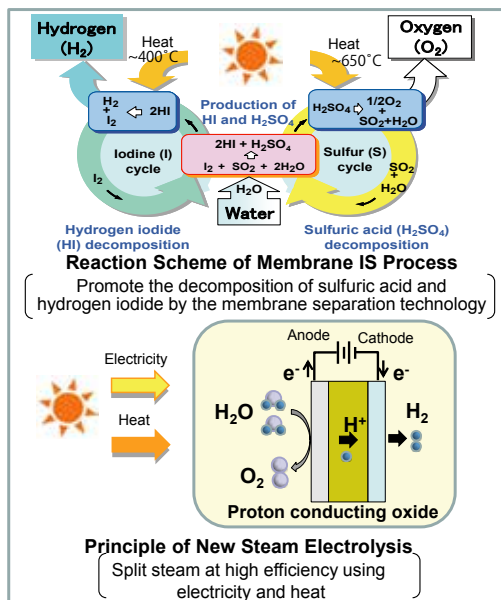 Hydrogen
(H₂)
Heat
~400℃
Heat
~650℃
Oxygen
(O₂)
H₂
+
I₂
2HI
Production of
HI and H₂SO₄
H₂SO₄
1/2O₂
+
SO₂+H₂O
2HI + H₂SO₄
I₂ + SO₂ + 2H₂O
Iodine (I)
cycle
Sulfur (S)
cycle
I₂
SO₂
+
H₂O
H₂O
Water
Hydrogen iodide
(HI) decomposition
Sulfuric acid (H₂SO₄)
decomposition
Reaction Scheme of Membrane IS Process
Promote the decomposition of sulfuric acid and
hydrogen iodide by the membrane separation technology
Electricity
Heat
Anode
Cathode
e⁻
e⁻
H₂O
H⁺
H₂
O₂
Proton conducting oxide
Principle of New Steam Electrolysis
Split steam at high efficiency using
electricity and heat